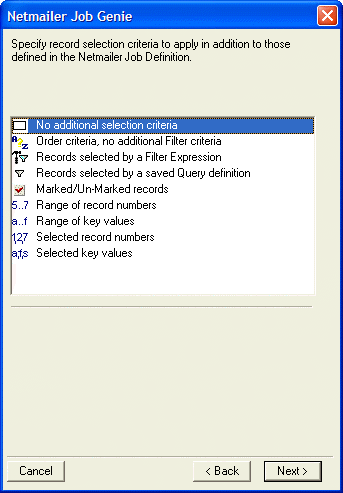 Netmailer Job Genie
Specify record selection criteria to apply in addition to those
defined in the Netmailer Job Definition.
No additional selection criteria
Order criteria, no additional Filter criteria
Records selected by a Filter Expression
Records selected by a saved Query definition
Marked/Un-Marked records
5..7 Range of record numbers
a..f Range of key values
1,2,7 Selected record numbers
a,f,s Selected key values
Cancel
< Back
Next >